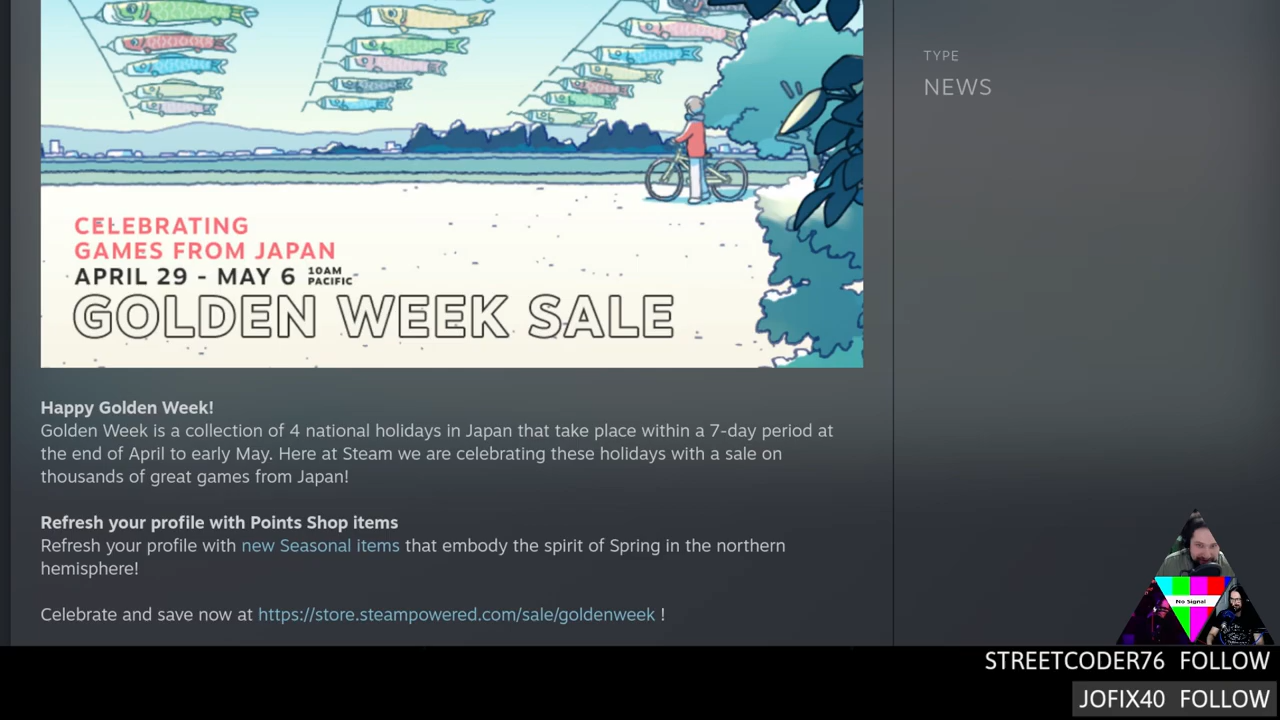 TYPE
NEWS
CELEBRATING
GAMES FROM JAPAN
APRIL 29 - MAY 6 10AM PACIFIC
GOLDEN WEEK SALE
Happy Golden Week!
Golden Week is a collection of 4 national holidays in Japan that take place within a 7-day period at
the end of April to early May. Here at Steam we are celebrating these holidays with a sale on
thousands of great games from Japan!
Refresh your profile with Points Shop items
Refresh your profile with new Seasonal items that embody the spirit of Spring in the northern
hemisphere!
Celebrate and save now at https://store.steampowered.com/sale/goldenweek !
No Signal
STREETCODER76 FOLLOW
JOFIX40 FOLLOW